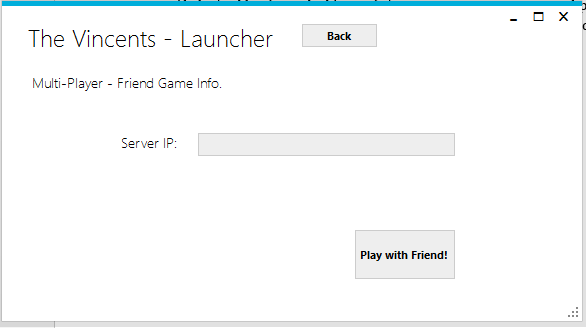 The Vincents - Launcher
Back
Multi-Player - Friend Game Info.
Server IP:
Play with Friend!